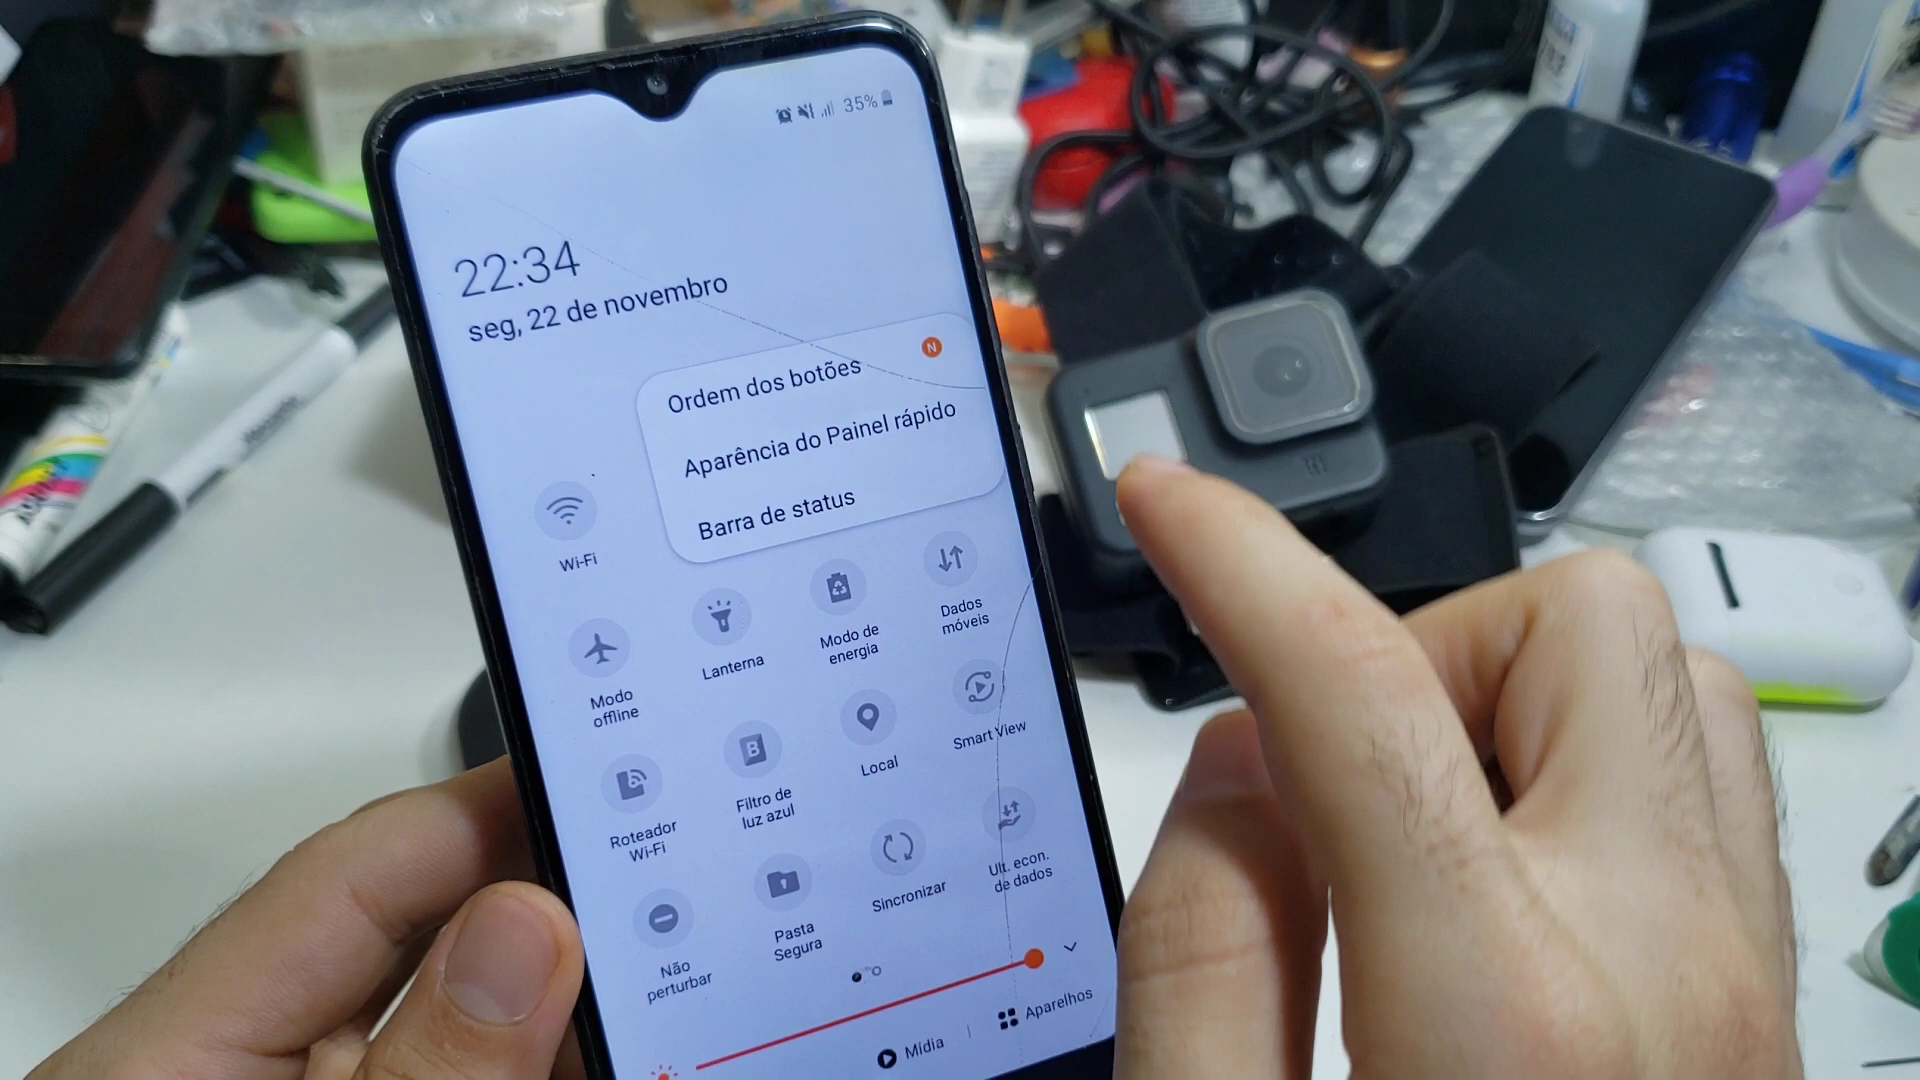 35%
22:34
seg, 22 de novembro
N
Ordem dos botões
Aparência do Painel rápido
Barra de status
Wi-Fi
Modo
offline
Lanterna
Modo de
energia
Dados
móveis
Roteador
Wi-Fi
B
Filtro de
luz azul
Local
Smart View
Não
perturbar
Pasta
Segura
Sincronizar
Ult. econ.
de dados
Mídia
Aparelhos